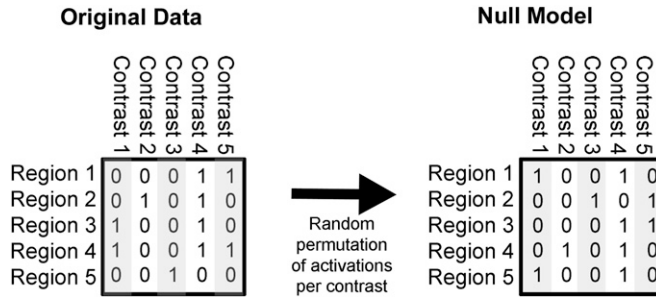 Original Data
Null Model
Contrast 1
Contrast 2
Contrast 3
Contrast 4
Contrast 5
Contrast 1
Contrast 2
Contrast 3
Contrast 4
Contrast 5
Region 1 0 0 0 1 1
Region 2 0 1 0 1 0
Region 3 1 0 0 1 0
Region 4 1 0 0 1 1
Region 5 0 0 1 0 0
Random
permutation
of activations
per contrast
Region 1 1 0 0 1 0
Region 2 0 0 1 0 1
Region 3 0 0 0 1 1
Region 4 0 1 0 1 0
Region 5 1 0 0 1 0